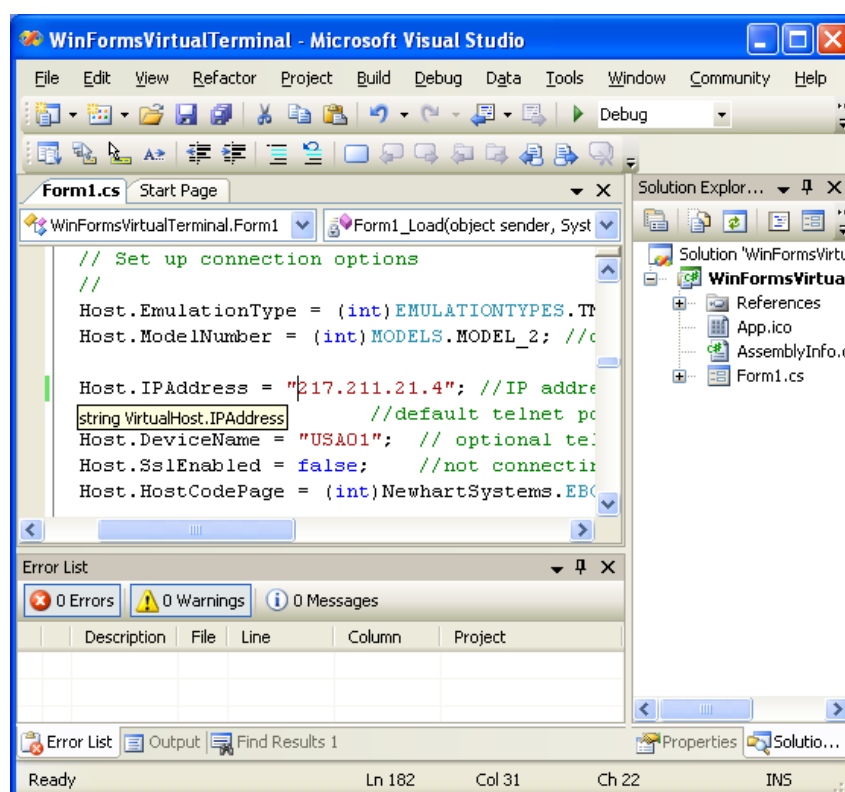 WinFormsVirtualTerminal - Microsoft Visual Studio
File Edit View Refactor Project Build Debug Data Tools Window Community Help
Debug
Form1.cs Start Page
WinFormsVirtualTerminal.Form1 Form1_Load(object sender, Syst
// Set up connection options
//
Host.EmulationType = (int)EMULATIONTYPES.TN
Host.ModelNumber = (int)MODELS.MODEL_2; //d
Host.IPAddress = "217.211.21.4"; //IP addre
string VirtualHost.IPAddress //default telnet po
Host.DeviceName = "USA01"; // optional tel
Host.SslEnabled = false; //not connectin
Host.HostCodePage = (int)NewhartSystems.EBC
Solution Explor...
Solution 'WinFormsVirtu
WinFormsVirtua
References
App.ico
AssemblyInfo.c
Form1.cs
Error List
0 Errors 0 Warnings 0 Messages
Description File Line Column Project
Error List Output Find Results 1
Properties Solutio...
Ready Ln 182 Col 31 Ch 22 INS